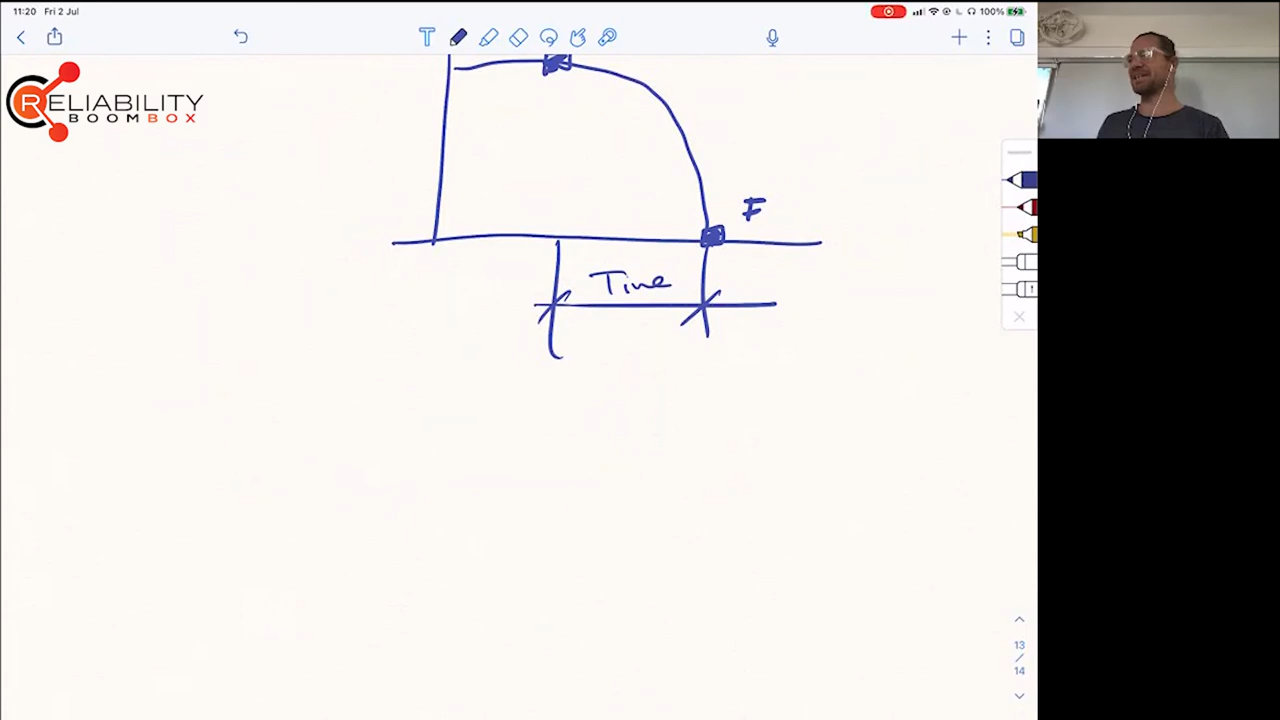 11:20 Fri 2 Jul
100%
T
RELIABILITY
BOOMBOX
F
Time
13
/
14